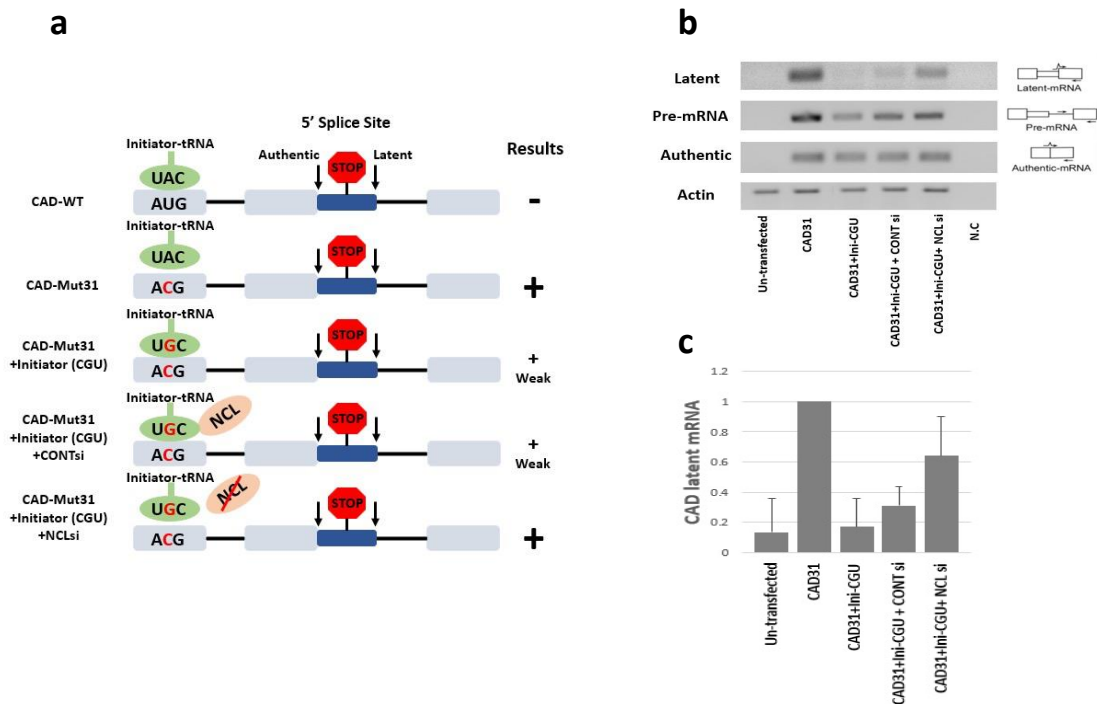 a
5' Splice Site
Results
Initiator-tRNA
Authentic
Latent
UAC
STOP
CAD-WT
AUG
-
Initiator-tRNA
UAC
STOP
CAD-Mut31
ACG
+
Initiator-tRNA
CAD-Mut31
+Initiator (CGU)
UGC
STOP
ACG
+
Weak
Initiator-tRNA
NCL
CAD-Mut31
+Initiator (CGU)
+CONTsi
UGC
STOP
ACG
+
Weak
Initiator-tRNA
NCL
CAD-Mut31
+Initiator (CGU)
+NCLsi
UGC
STOP
ACG
+
b
Latent
Latent-mRNA
Pre-mRNA
Pre-mRNA
Authentic
Authentic-mRNA
Actin
Un-transfected
CAD31
CAD31+Ini-CGU
CAD31+Ini-CGU + CONT si
CAD31+Ini-CGU+ NCL si
N.C
c
CAD latent mRNA
1.2
1
0.8
0.6
0.4
0.2
0
Un-transfected
CAD31
CAD31+Ini-CGU
CAD31+Ini-CGU + CONT si
CAD31+Ini-CGU+ NCL si